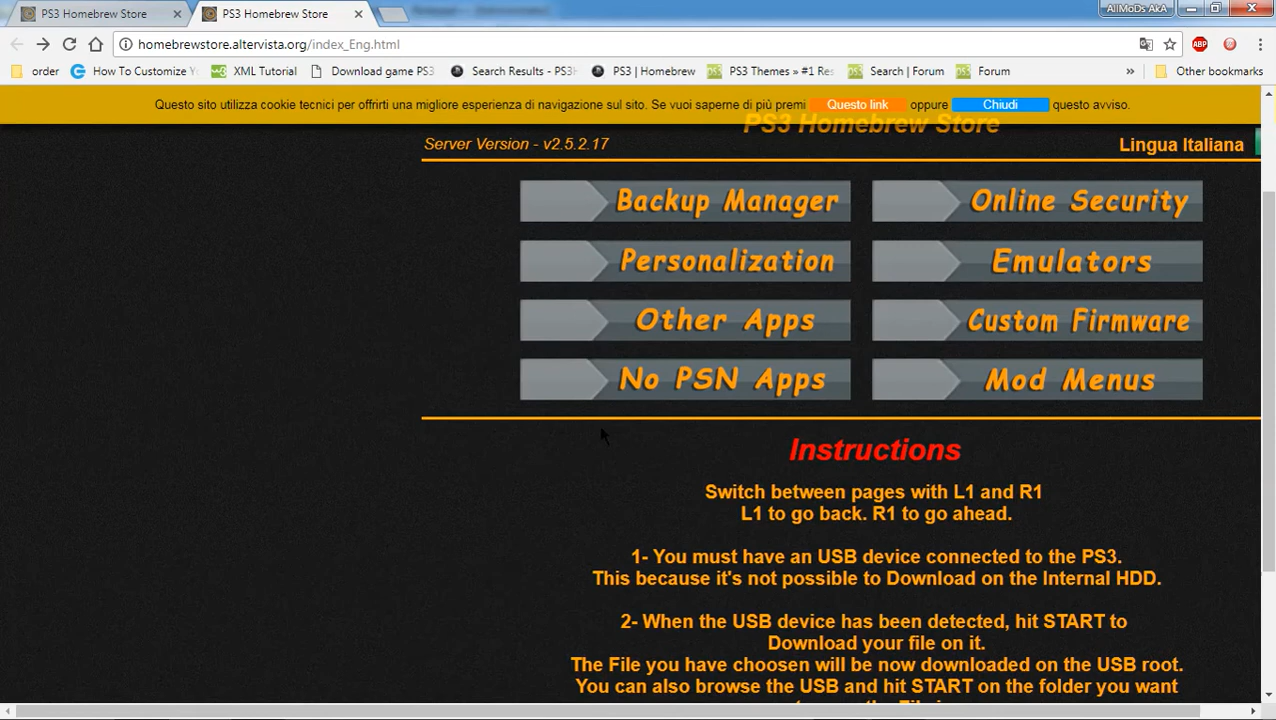 PS3 Homebrew Store
PS3 Homebrew Store
AllMoDs AkA
homebrewstore.altervista.org/index_Eng.html
ABP
order
How To Customize Y
XML Tutorial
Download game PS3
Search Results - PS3H
PS3 | Homebrew
PS3 Themes » #1 Res
Search | Forum
Forum
»
Other bookmarks
Questo sito utilizza cookie tecnici per offrirti una migliore esperienza di navigazione sul sito. Se vuoi saperne di più premi Questo link oppure Chiudi questo avviso.
PS3 Homebrew Store
Server Version - v2.5.2.17
Lingua Italiana
Backup Manager
Online Security
Personalization
Emulators
Other Apps
Custom Firmware
No PSN Apps
Mod Menus
Instructions
Switch between pages with L1 and R1
L1 to go back. R1 to go ahead.
1- You must have an USB device connected to the PS3.
This because it's not possible to Download on the Internal HDD.
2- When the USB device has been detected, hit START to
Download your file on it.
The File you have choosen will be now downloaded on the USB root.
You can also browse the USB and hit START on the folder you want